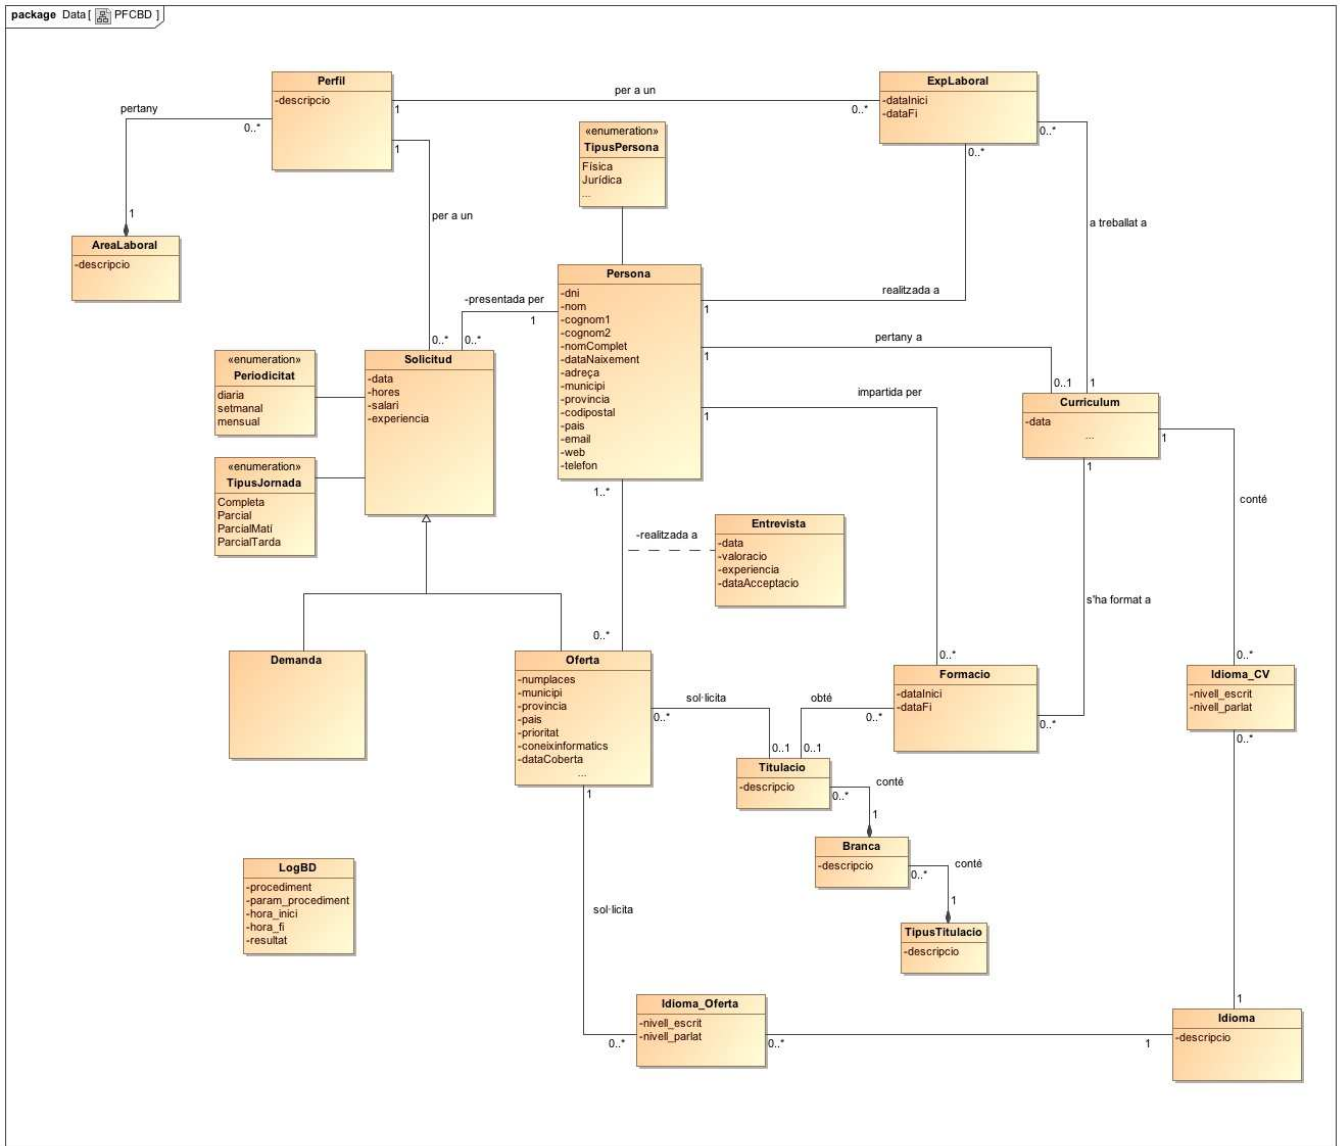 package Data [ PFCBD ]
Perfil
-descripcio
pertany
0..*
1
1
per a un
0..*
ExpLaboral
-dataInici
-dataFi
0..*
0..*
«enumeration»
TipusPersona
Física
Jurídica
...
1
AreaLaboral
-descripcio
per a un
a treballat a
Persona
-dni
-nom
-cognom1
-cognom2
-nomComplet
-dataNaixement
-adreça
-municipi
-provincia
-codipostal
-pais
-email
-web
-telefon
-presentada per
1
0..*
0..*
realitzada a
1
pertany a
1
0..1
1
impartida per
1
«enumeration»
Periodicitat
diaria
setmanal
mensual
Solicitud
-data
-hores
-salari
-experiencia
Curriculum
-data
...
1
1
«enumeration»
TipusJornada
Completa
Parcial
ParcialMatí
ParcialTarda
1..*
-realitzada a
Entrevista
-data
-valoracio
-experiencia
-dataAcceptacio
conté
s'ha format a
0..*
0..*
0..*
Demanda
Oferta
-numplaces
-municipi
-provincia
-pais
-prioritat
-coneixinformatics
-dataCoberta
...
sol·licita
0..*
0..1
obté
0..*
0..1
Formacio
-dataInici
-dataFi
0..*
Idioma_CV
-nivell_escrit
-nivell_parlat
0..*
Titulacio
-descripcio
0..*
conté
1
1
Branca
-descripcio
0..*
conté
1
TipusTitulacio
-descripcio
LogBD
-procediment
-param_procediment
-hora_inici
-hora_fi
-resultat
sol·licita
Idioma_Oferta
-nivell_escrit
-nivell_parlat
0..*
0..*
1
1
Idioma
-descripcio